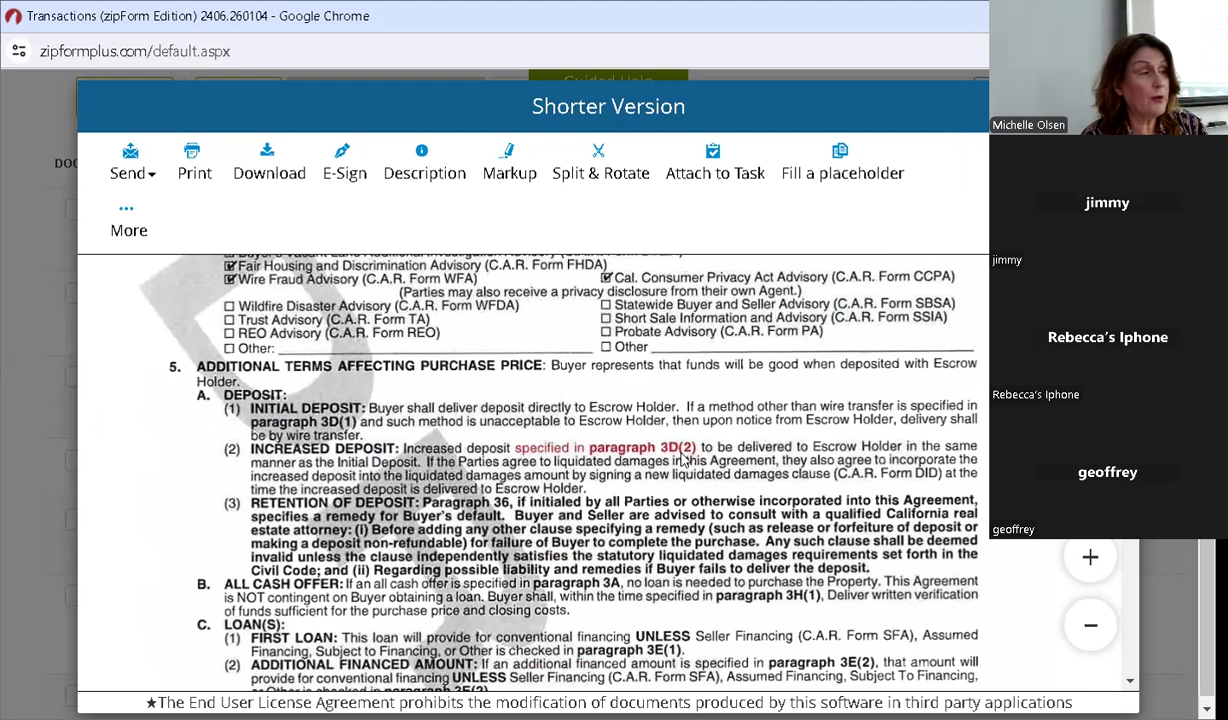 Transactions (zipForm Edition) 2406.260104 - Google Chrome
zipformplus.com/default.aspx
Guided Help
Shorter Version
Send
Print
Download
E-Sign
Description
Markup
Split & Rotate
Attach to Task
Fill a placeholder
More
Fair Housing and Discrimination Advisory (C.A.R. Form FHDA)
Wire Fraud Advisory (C.A.R. Form WFA)
Cal. Consumer Privacy Act Advisory (C.A.R. Form CCPA)
(Parties may also receive a privacy disclosure from their own Agent.)
Wildfire Disaster Advisory (C.A.R. Form WFDA)
Statewide Buyer and Seller Advisory (C.A.R. Form SBSA)
Trust Advisory (C.A.R. Form TA)
Short Sale Information and Advisory (C.A.R. Form SSIA)
REO Advisory (C.A.R. Form REO)
Probate Advisory (C.A.R. Form PA)
Other:
Other
5. ADDITIONAL TERMS AFFECTING PURCHASE PRICE: Buyer represents that funds will be good when deposited with Escrow
Holder.
A. DEPOSIT:
(1) INITIAL DEPOSIT: Buyer shall deliver deposit directly to Escrow Holder. If a method other than wire transfer is specified in
paragraph 3D(1) and such method is unacceptable to Escrow Holder, then upon notice from Escrow Holder, delivery shall
be by wire transfer.
(2) INCREASED DEPOSIT: Increased deposit specified in paragraph 3D(2) to be delivered to Escrow Holder in the same
manner as the Initial Deposit. If the Parties agree to liquidated damages in this Agreement, they also agree to incorporate the
increased deposit into the liquidated damages amount by signing a new liquidated damages clause (C.A.R. Form DID) at the
time the increased deposit is delivered to Escrow Holder.
(3) RETENTION OF DEPOSIT: Paragraph 36, if initialed by all Parties or otherwise incorporated into this Agreement,
specifies a remedy for Buyer's default. Buyer and Seller are advised to consult with a qualified California real
estate attorney: (i) Before adding any other clause specifying a remedy (such as release or forfeiture of deposit or
making a deposit non-refundable) for failure of Buyer to complete the purchase. Any such clause shall be deemed
invalid unless the clause independently satisfies the statutory liquidated damages requirements set forth in the
Civil Code; and (ii) Regarding possible liability and remedies if Buyer fails to deliver the deposit.
B. ALL CASH OFFER: If an all cash offer is specified in paragraph 3A, no loan is needed to purchase the Property. This Agreement
is NOT contingent on Buyer obtaining a loan. Buyer shall, within the time specified in paragraph 3H(1), Deliver written verification
of funds sufficient for the purchase price and closing costs.
C. LOAN(S):
(1) FIRST LOAN: This loan will provide for conventional financing UNLESS Seller Financing (C.A.R. Form SFA), Assumed
Financing, Subject to Financing, or Other is checked in paragraph 3E(1).
(2) ADDITIONAL FINANCED AMOUNT: If an additional financed amount is specified in paragraph 3E(2), that amount will
provide for conventional financing UNLESS Seller Financing (C.A.R. Form SFA), Assumed Financing, Subject To Financing,
or Other is checked in paragraph 3E(2).
★The End User License Agreement prohibits the modification of documents produced by this software in third party applications
Michelle Olsen
jimmy
jimmy
Rebecca's Iphone
Rebecca's Iphone
geoffrey
geoffrey